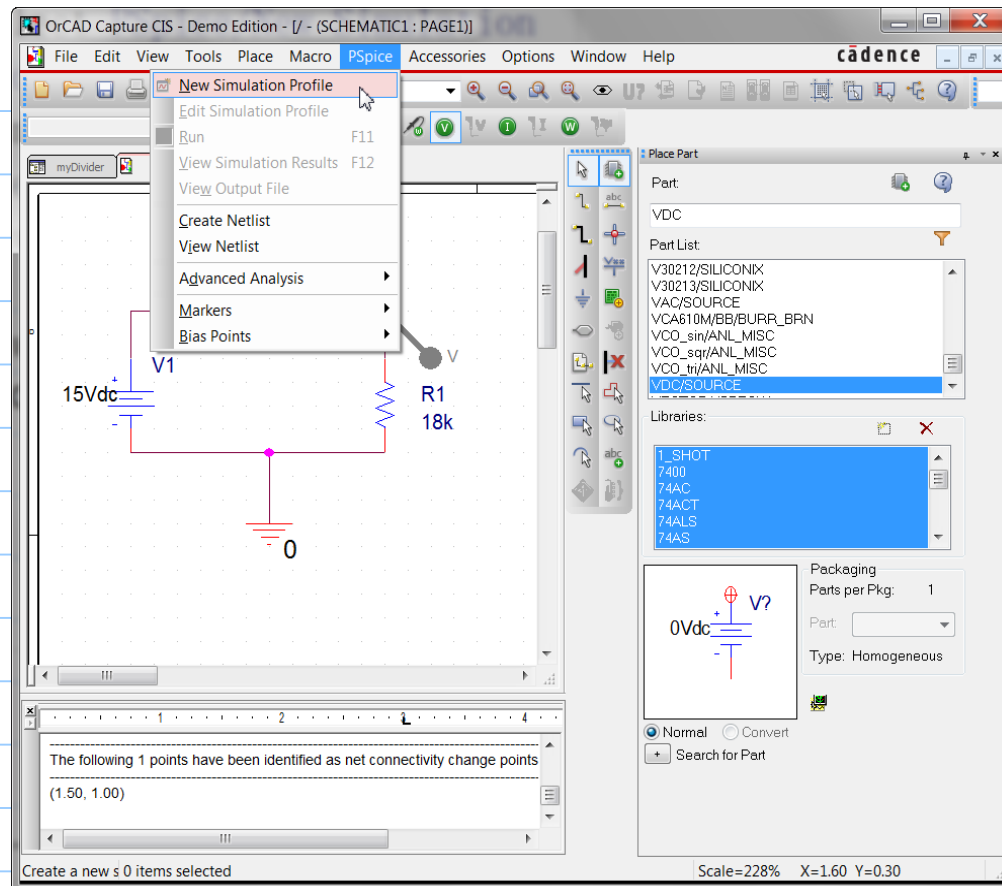 OrCAD Capture CIS - Demo Edition - [/ - (SCHEMATIC1 : PAGE1)]
File Edit View Tools Place Macro PSpice Accessories Options Window Help
cādence
New Simulation Profile
Edit Simulation Profile
Run F11
View Simulation Results F12
View Output File
Create Netlist
View Netlist
Advanced Analysis
Markers
Bias Points
myDivider
V
V1
15Vdc
+
-
R1
18k
0
Place Part
Part:
VDC
Part List:
V30212/SILICONIX
V30213/SILICONIX
VAC/SOURCE
VCA610M/BB/BURR_BRN
VCO_sin/ANL_MISC
VCO_sqr/ANL_MISC
VCO_tri/ANL_MISC
VDC/SOURCE
Libraries:
1_SHOT
7400
74AC
74ACT
74ALS
74AS
V?
0Vdc
+
-
Packaging
Parts per Pkg: 1
Part:
Type: Homogeneous
Normal Convert
+ Search for Part
1 2 3 4
The following 1 points have been identified as net connectivity change points
(1.50, 1.00)
Create a new s 0 items selected
Scale=228% X=1.60 Y=0.30